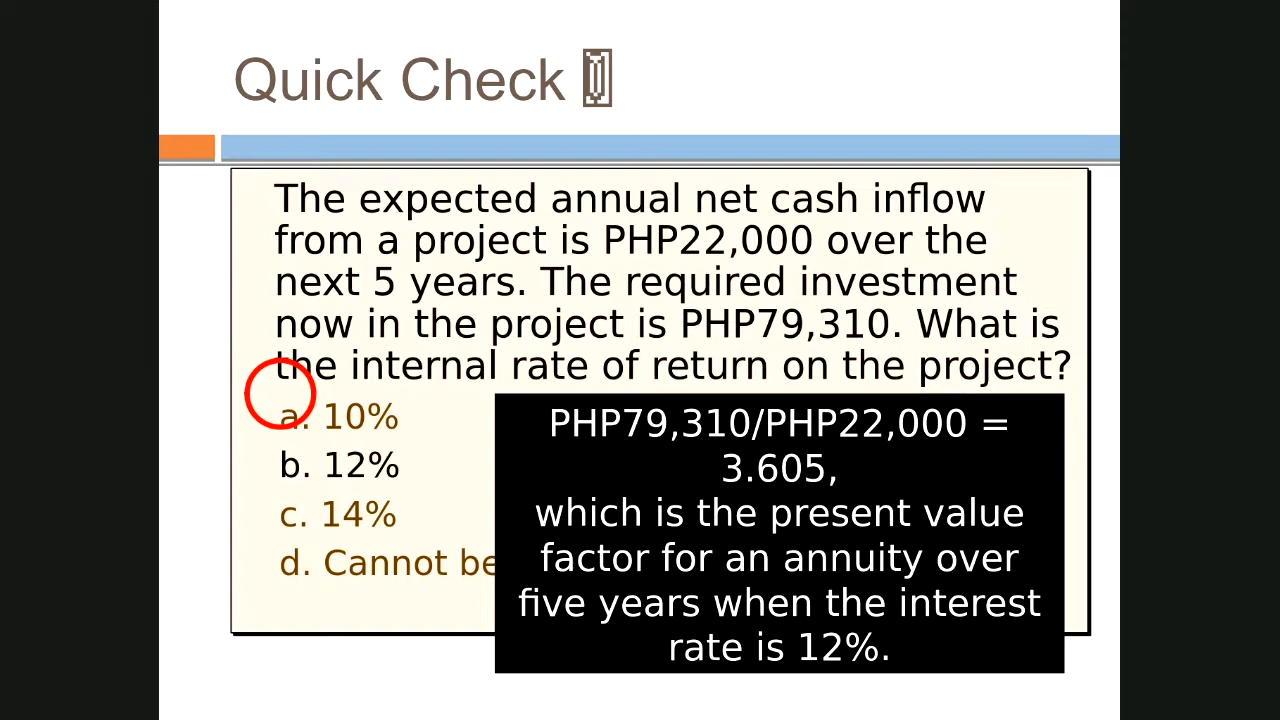 Quick Check
The expected annual net cash inflow
from a project is PHP22,000 over the
next 5 years. The required investment
now in the project is PHP79,310. What is
the internal rate of return on the project?
a. 10%
b. 12%
c. 14%
d. Cannot be
PHP79,310/PHP22,000 =
3.605,
which is the present value
factor for an annuity over
five years when the interest
rate is 12%.